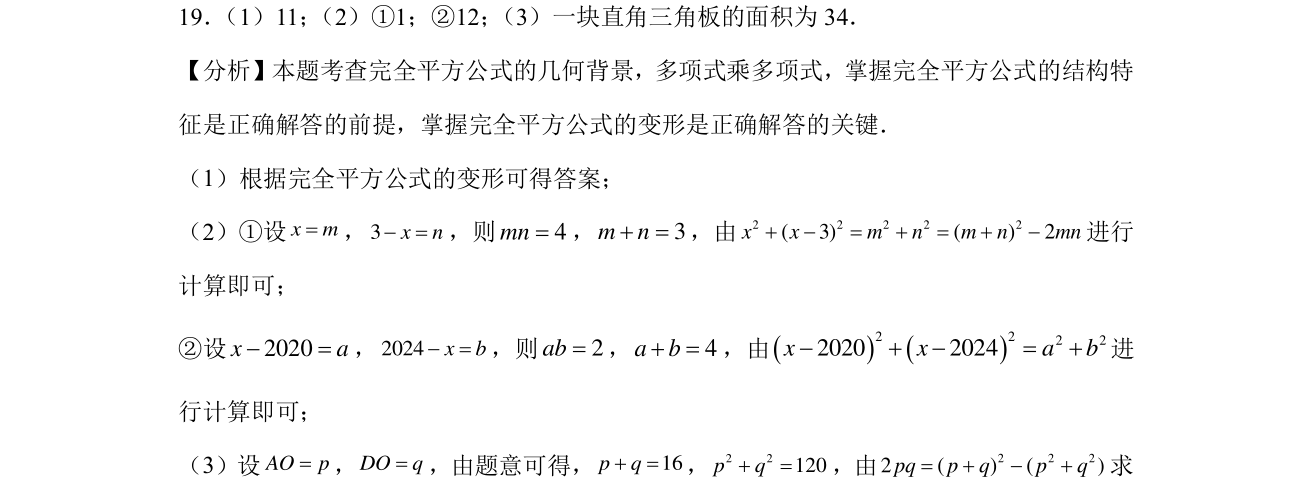 19.（1）11；（2）①1；②12；（3）一块直角三角板的面积为 34.
【分析】本题考查完全平方公式的几何背景，多项式乘多项式，掌握完全平方公式的结构特
征是正确解答的前提，掌握完全平方公式的变形是正确解答的关键.
（1）根据完全平方公式的变形可得答案；
（2）①设 x = m，3 − x = n，则 mn = 4，m + n = 3，由 x² + (x − 3)² = m² + n² = (m + n)² − 2mn 进行
计算即可；
②设 x − 2020 = a，2024 − x = b，则 ab = 2，a + b = 4，由 (x − 2020)² + (x − 2024)² = a² + b² 进
行计算即可；
（3）设 AO = p，DO = q，由题意可得，p + q = 16，p² + q² = 120，由 2pq = (p + q)² − (p² + q²) 求